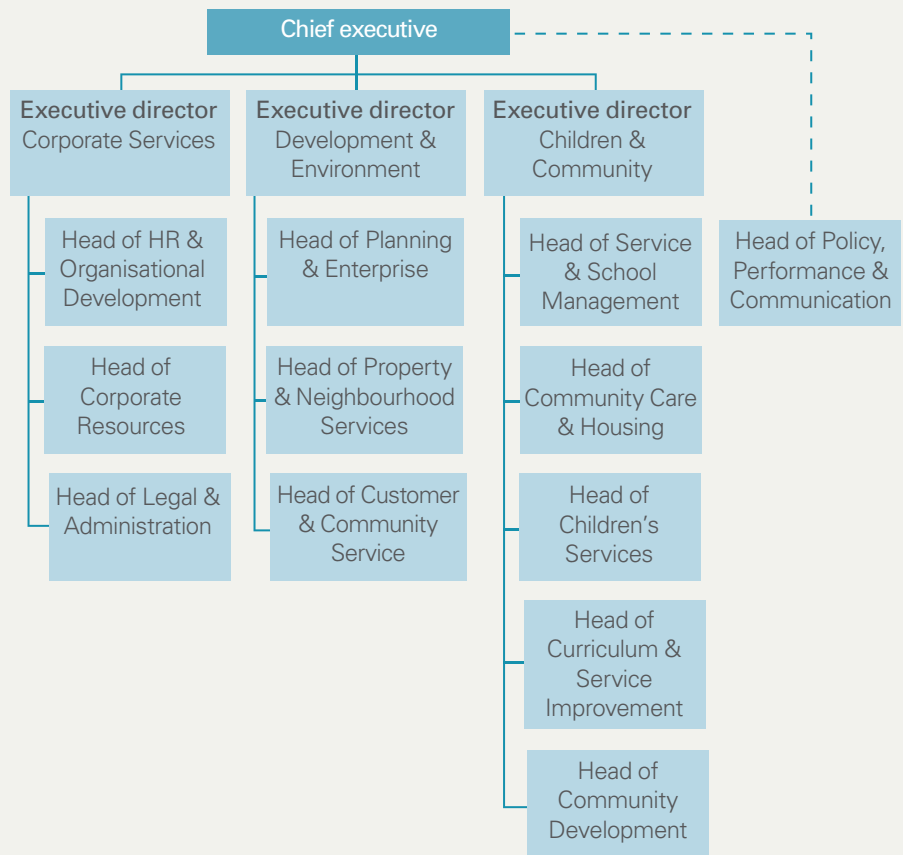 Chief executive
Executive director
Corporate Services
Head of HR &
Organisational
Development
Head of
Corporate
Resources
Head of Legal &
Administration
Executive director
Development &
Environment
Head of Planning
& Enterprise
Head of Property
& Neighbourhood
Services
Head of Customer
& Community
Service
Executive director
Children &
Community
Head of Service
& School
Management
Head of
Community Care
& Housing
Head of
Children's
Services
Head of
Curriculum &
Service
Improvement
Head of
Community
Development
Head of Policy,
Performance &
Communication